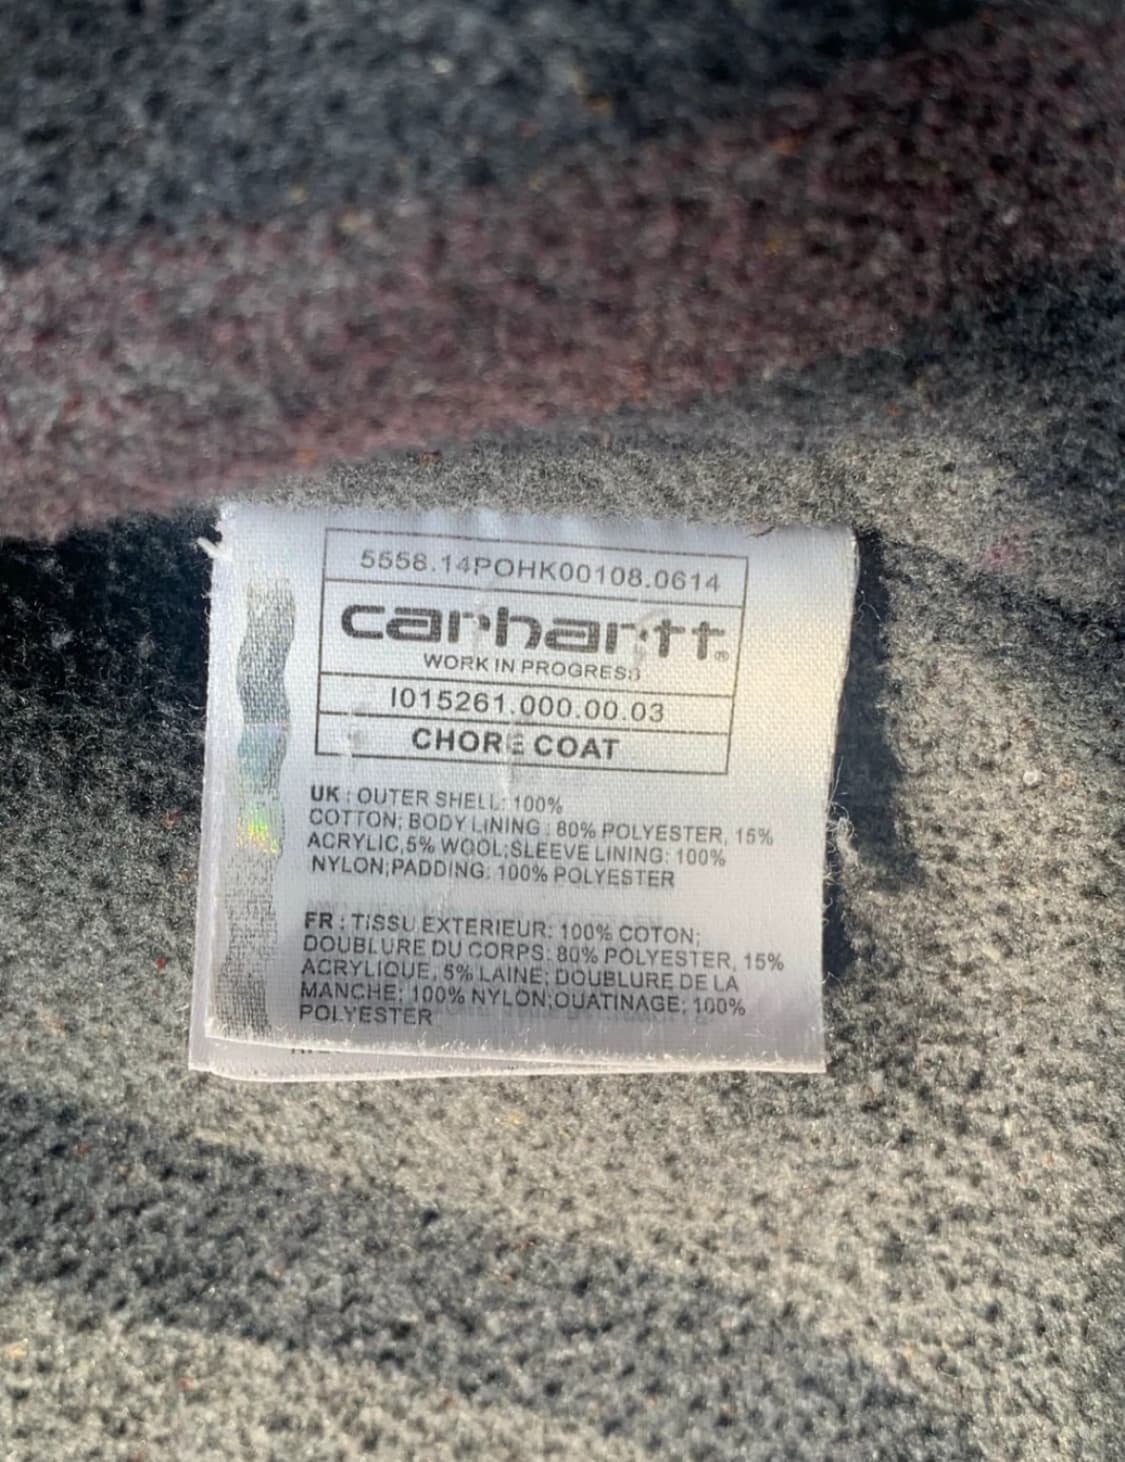 5558.14POHK00108.0614
carhartt®
WORK IN PROGRESS
I015261.000.00.03
CHORE COAT
UK : OUTER SHELL: 100%
COTTON; BODY LINING : 80% POLYESTER, 15%
ACRYLIC,5% WOOL;SLEEVE LINING: 100%
NYLON;PADDING: 100% POLYESTER
FR : TISSU EXTERIEUR: 100% COTON;
DOUBLURE DU CORPS: 80% POLYESTER, 15%
ACRYLIQUE, 5% LAINE; DOUBLURE DE LA
MANCHE: 100% NYLON;OUATINAGE: 100%
POLYESTER